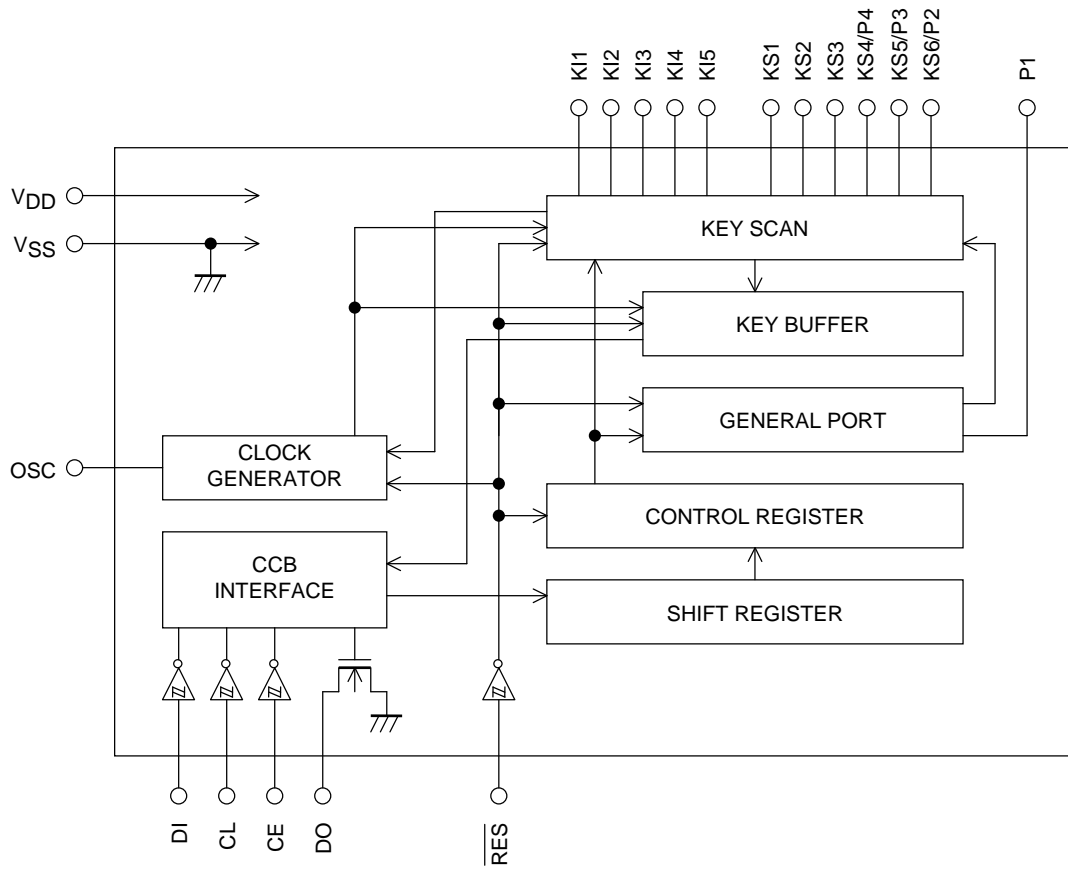 KI1
KI2
KI3
KI4
KI5
KS1
KS2
KS3
KS4/P4
KS5/P3
KS6/P2
P1
VDD
VSS
KEY SCAN
KEY BUFFER
GENERAL PORT
OSC
CLOCK
GENERATOR
CONTROL REGISTER
CCB
INTERFACE
SHIFT REGISTER
DI
CL
CE
DO
RES